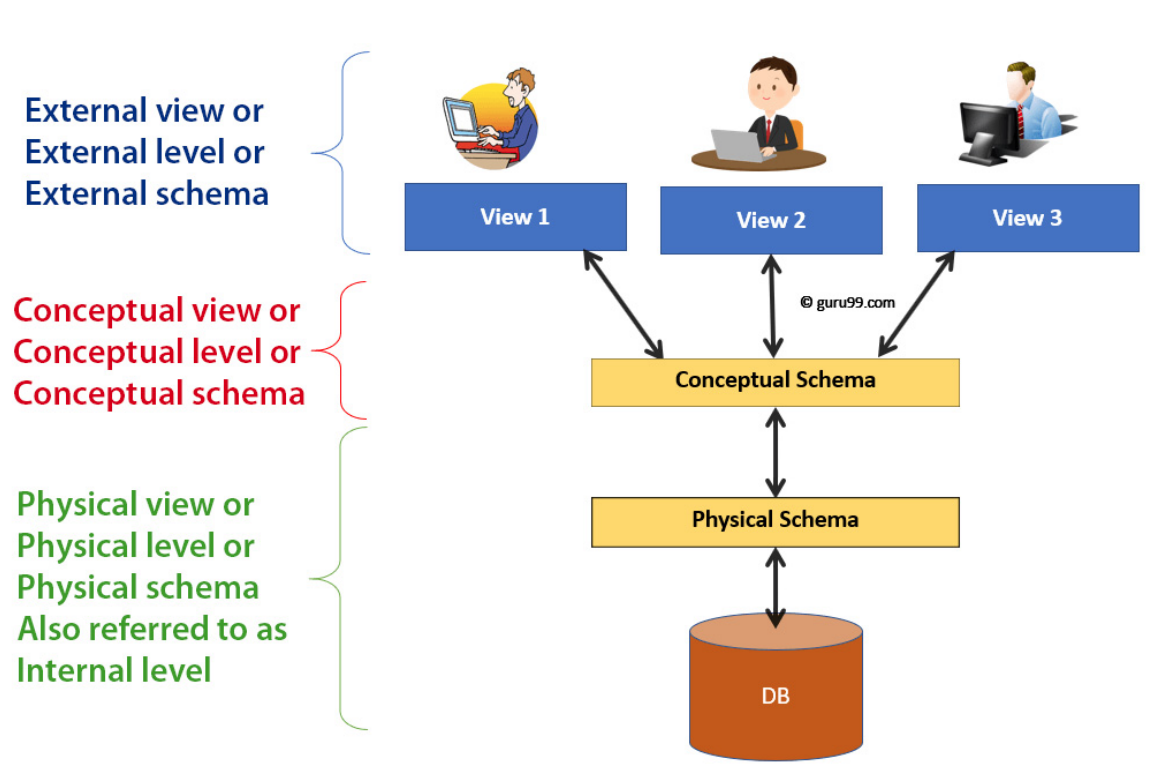 External view or
External level or
External schema
View 1
View 2
View 3
© guru99.com
Conceptual view or
Conceptual level or
Conceptual schema
Conceptual Schema
Physical view or
Physical level or
Physical schema
Also referred to as
Internal level
Physical Schema
DB